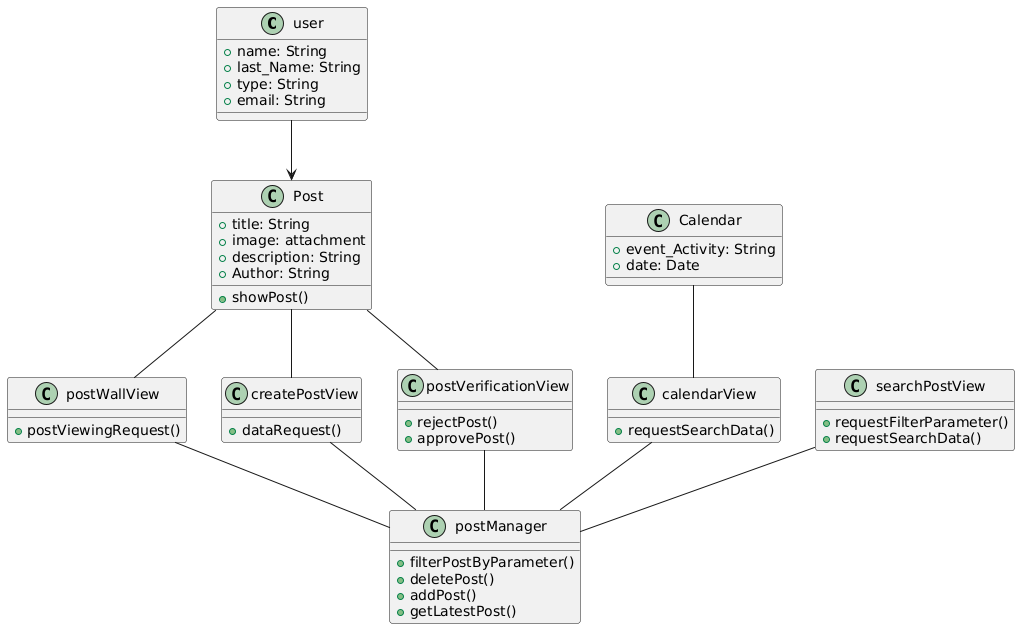 C user
name: String
last_Name: String
type: String
email: String
C Post
title: String
image: attachment
description: String
Author: String
showPost()
C Calendar
event_Activity: String
date: Date
C postWallView
postViewingRequest()
C createPostView
dataRequest()
C postVerificationView
rejectPost()
approvePost()
C calendarView
requestSearchData()
C searchPostView
requestFilterParameter()
requestSearchData()
C postManager
filterPostByParameter()
deletePost()
addPost()
getLatestPost()